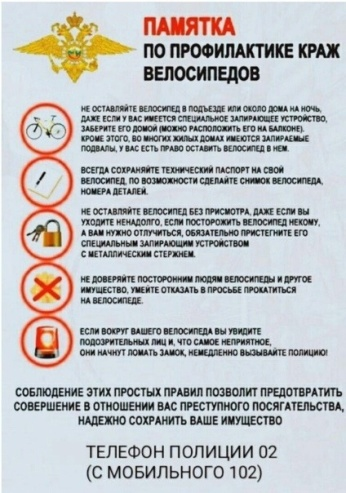 ПАМЯТКА
ПО ПРОФИЛАКТИКЕ КРАЖ
ВЕЛОСИПЕДОВ
НЕ ОСТАВЛЯЙТЕ ВЕЛОСИПЕД В ПОДЪЕЗДЕ ИЛИ ОКОЛО ДОМА НА НОЧЬ,
ДАЖЕ ЕСЛИ У ВАС ИМЕЕТСЯ СПЕЦИАЛЬНОЕ ЗАПИРАЮЩЕЕ УСТРОЙСТВО,
ЗАБЕРИТЕ ЕГО ДОМОЙ (МОЖНО РАСПОЛОЖИТЬ ЕГО НА БАЛКОНЕ).
КРОМЕ ЭТОГО, ВО МНОГИХ ЖИЛЫХ ДОМАХ ИМЕЮТСЯ ЗАПИРАЕМЫЕ
ПОДВАЛЫ, У ВАС ЕСТЬ ПРАВО ОСТАВИТЬ ВЕЛОСИПЕД В НЕМ.
ВСЕГДА СОХРАНЯЙТЕ ТЕХНИЧЕСКИЙ ПАСПОРТ НА СВОЙ
ВЕЛОСИПЕД, ПО ВОЗМОЖНОСТИ СДЕЛАЙТЕ СНИМОК ВЕЛОСИПЕДА,
НОМЕРА ДЕТАЛЕЙ.
НЕ ОСТАВЛЯЙТЕ ВЕЛОСИПЕД БЕЗ ПРИСМОТРА, ДАЖЕ ЕСЛИ ВЫ
УХОДИТЕ НЕНАДОЛГО, ЕСЛИ ПОСТОРОЖИТЬ ВЕЛОСИПЕД НЕКОМУ,
А ВАМ НУЖНО ОТЛУЧИТЬСЯ, ОБЯЗАТЕЛЬНО ПРИСТЕГНИТЕ ЕГО
СПЕЦИАЛЬНЫМ ЗАПИРАЮЩИМ УСТРОЙСТВОМ
С МЕТАЛЛИЧЕСКИМ СТЕРЖНЕМ.
НЕ ДОВЕРЯЙТЕ ПОСТОРОННИМ ЛЮДЯМ ВЕЛОСИПЕДЫ И ДРУГОЕ
ИМУЩЕСТВО, УМЕЙТЕ ОТКАЗАТЬ В ПРОСЬБЕ ПРОКАТИТЬСЯ
НА ВЕЛОСИПЕДЕ.
ЕСЛИ ВОКРУГ ВАШЕГО ВЕЛОСИПЕДА ВЫ УВИДИТЕ
ПОДОЗРИТЕЛЬНЫХ ЛИЦ И, ЧТО САМОЕ НЕПРИЯТНОЕ,
ОНИ НАЧНУТ ЛОМАТЬ ЗАМОК, НЕМЕДЛЕННО ВЫЗЫВАЙТЕ ПОЛИЦИЮ!
СОБЛЮДЕНИЕ ЭТИХ ПРОСТЫХ ПРАВИЛ ПОЗВОЛИТ ПРЕДОТВРАТИТЬ
СОВЕРШЕНИЕ В ОТНОШЕНИИ ВАС ПРЕСТУПНОГО ПОСЯГАТЕЛЬСТВА,
НАДЕЖНО СОХРАНИТЬ ВАШЕ ИМУЩЕСТВО
ТЕЛЕФОН ПОЛИЦИИ 02
(С МОБИЛЬНОГО 102)